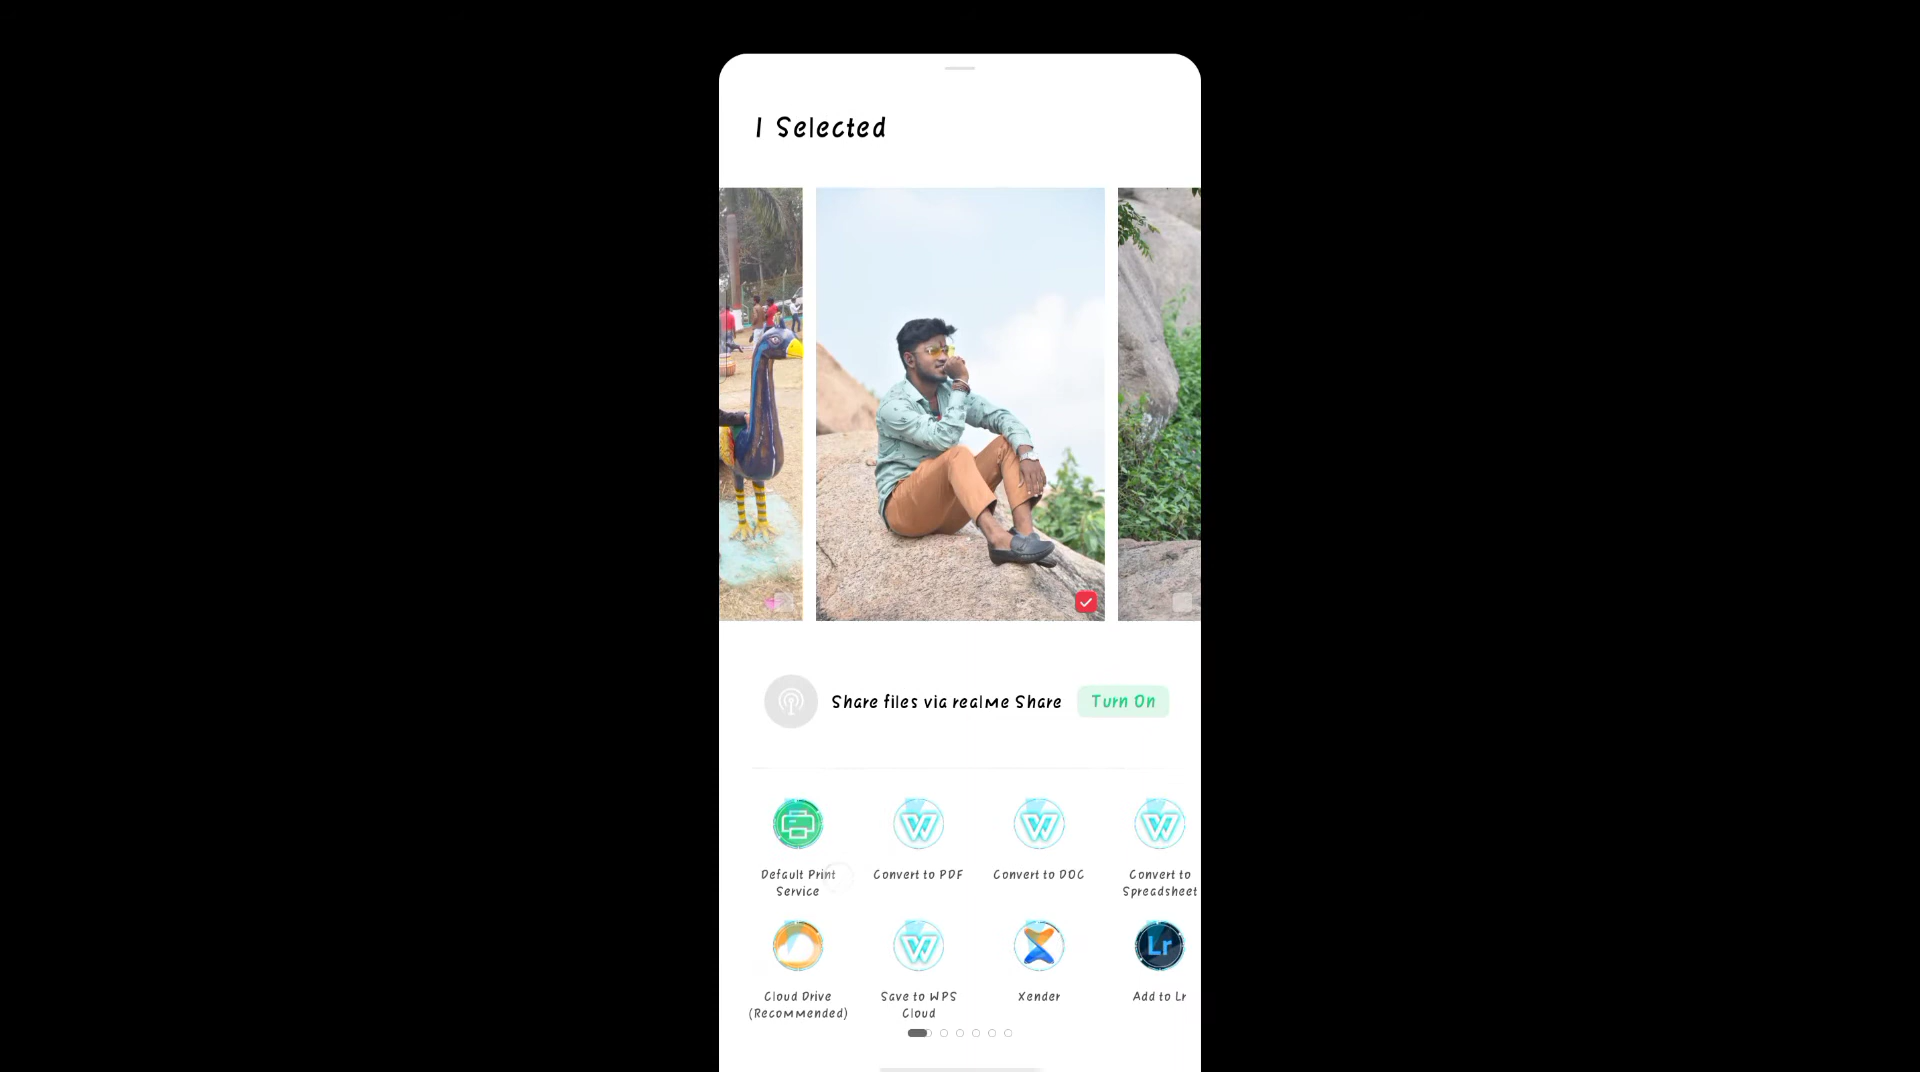 1 Selected
Share files via realme Share
Turn On
Default Print
Service
Convert to PDF
Convert to DOC
Convert to
Spreadsheet
Cloud Drive
(Recommended)
Save to WPS
Cloud
Xender
Lr
Add to Lr